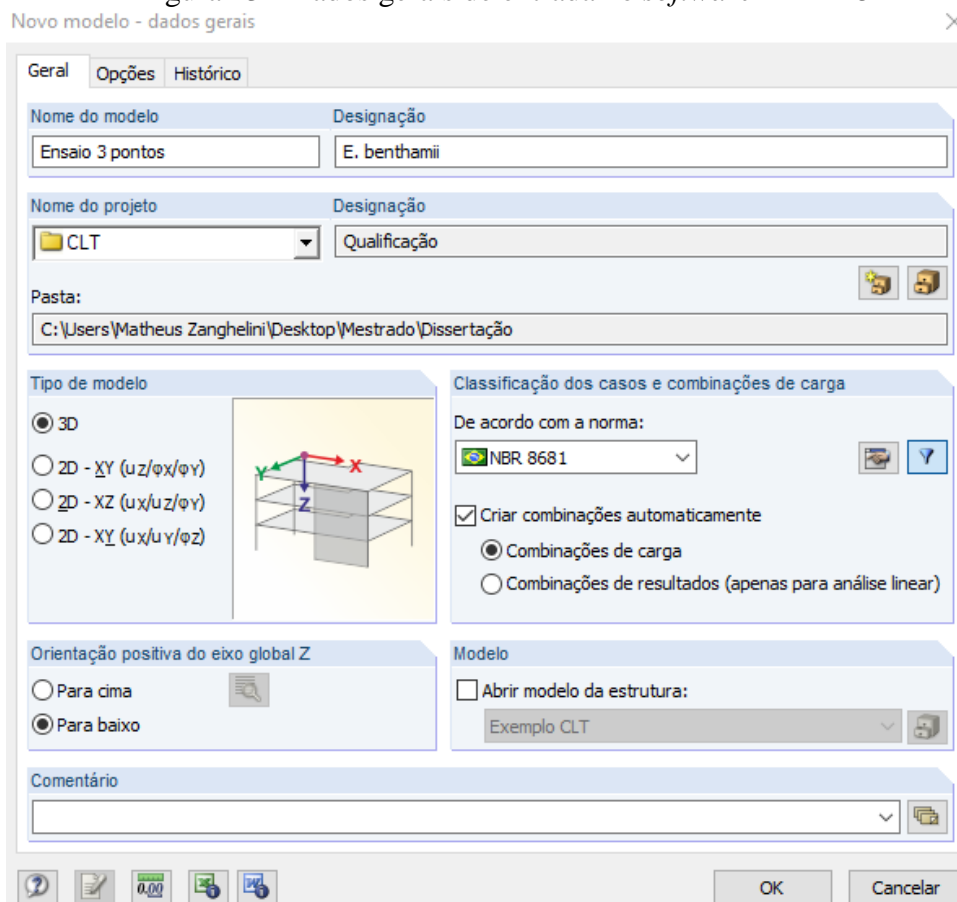 Novo modelo - dados gerais
Geral Opções Histórico
Nome do modelo Designação
Ensaio 3 pontos E. benthamii
Nome do projeto Designação
CLT Qualificação
Pasta:
C:\Users\Matheus Zanghelini\Desktop\Mestrado\Dissertação
Tipo de modelo
3D
2D - XY (uz/φx/φY)
2D - XZ (ux/uz/φY)
2D - XY (ux/uY/φz)
Y X
Z
Classificação dos casos e combinações de carga
De acordo com a norma:
NBR 8681
Criar combinações automaticamente
Combinações de carga
Combinações de resultados (apenas para análise linear)
Orientação positiva do eixo global Z
Para cima
Para baixo
Modelo
Abrir modelo da estrutura:
Exemplo CLT
Comentário
0.00
OK Cancelar